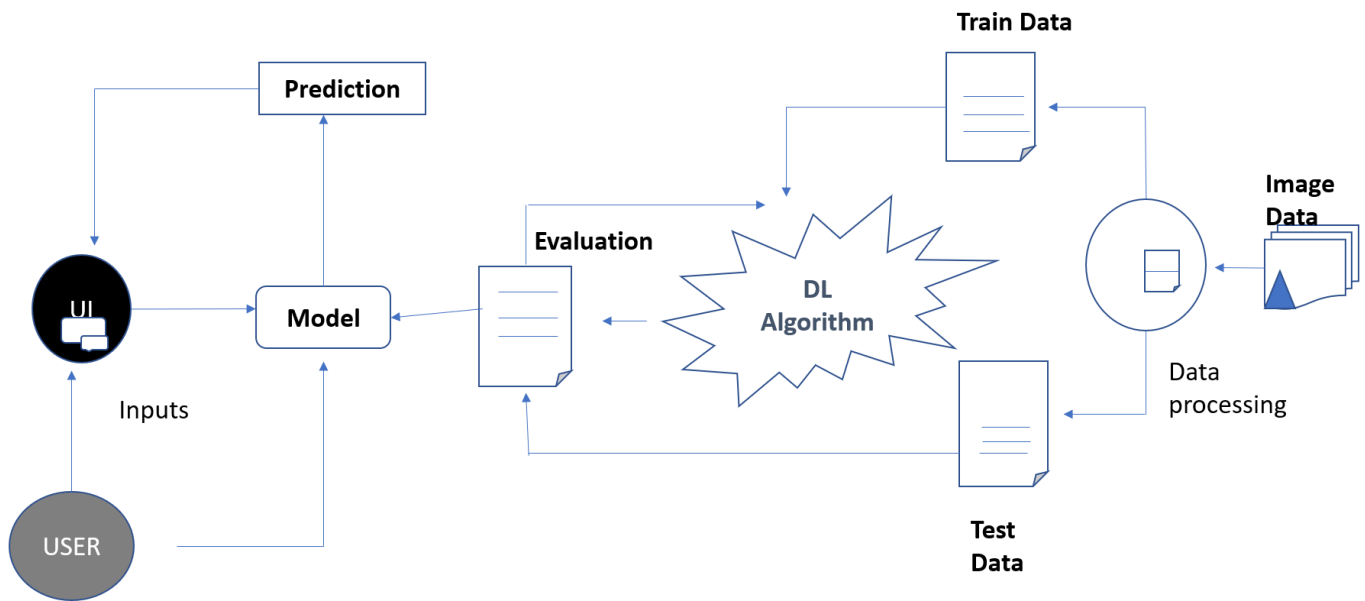 Train Data
Prediction
Image
Data
Evaluation
DL
Algorithm
UI
Model
Data
processing
Inputs
Test
Data
USER